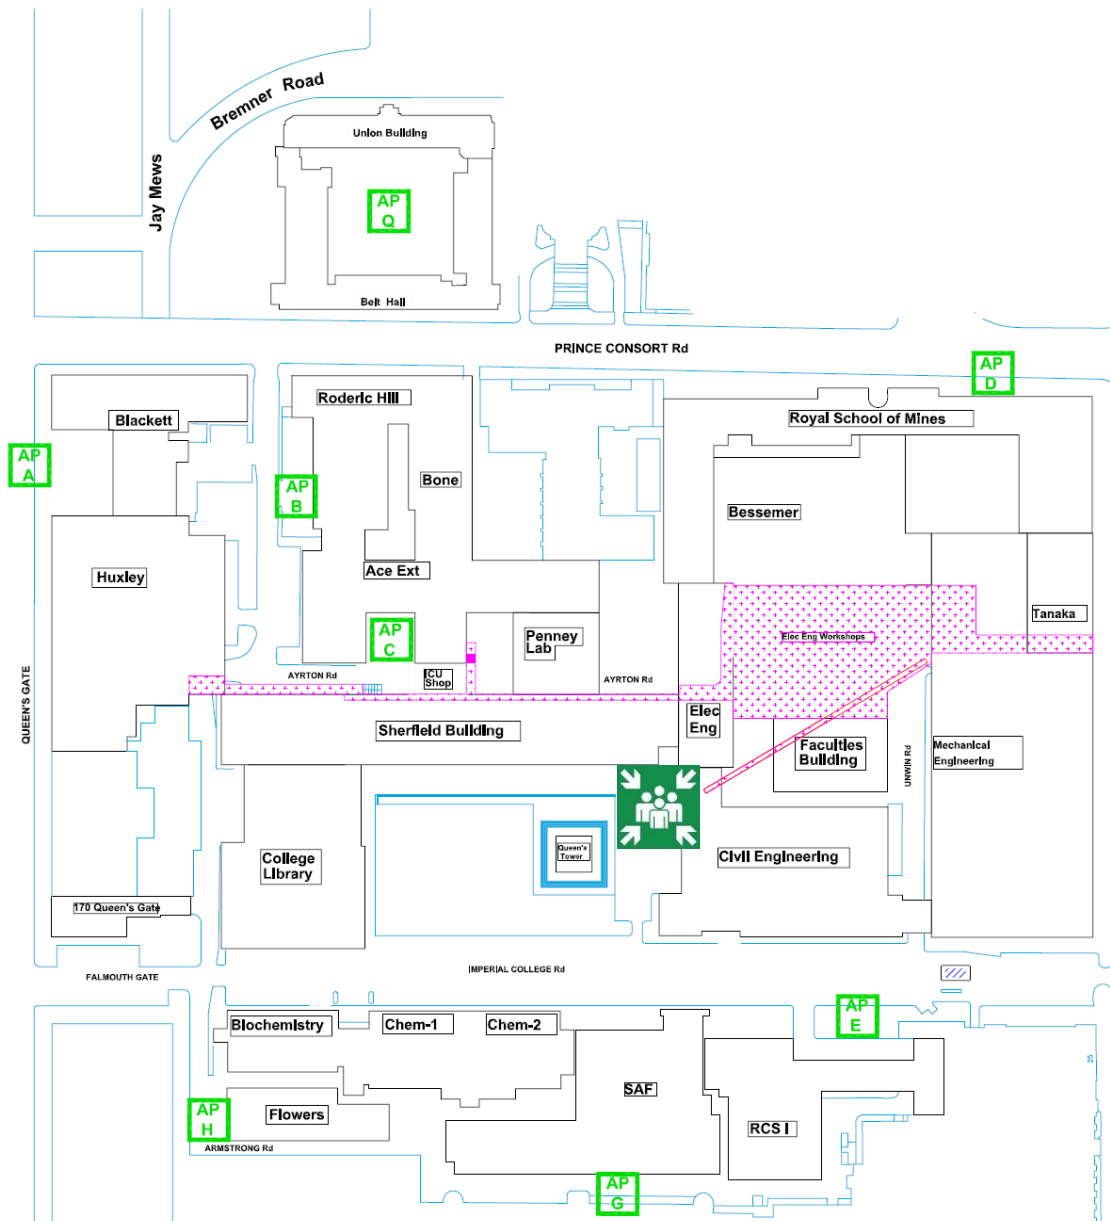 Bremner Road
Jay Mews
Union Building
AP
Q
Belt Hall
PRINCE CONSORT Rd
AP
D
Roderic Hill
Blackett
Royal School of Mines
AP
A
Bone
AP
B
Bessemer
Huxley
Ace Ext
Tanaka
AP
C
Penney
Lab
Elec Eng Workshops
AYRTON Rd
ICU
Shop
AYRTON Rd
QUEEN'S GATE
Sherfield Building
Elec
Eng
Faculties
Building
UNWIN Rd
Mechanical
Engineering
College
Library
Queen's
Tower
Civil Engineering
170 Queen's Gate
FALMOUTH GATE
IMPERIAL COLLEGE Rd
AP
E
Biochemistry
Chem-1
Chem-2
25
SAF
AP
H
Flowers
RCS I
ARMSTRONG Rd
AP
G